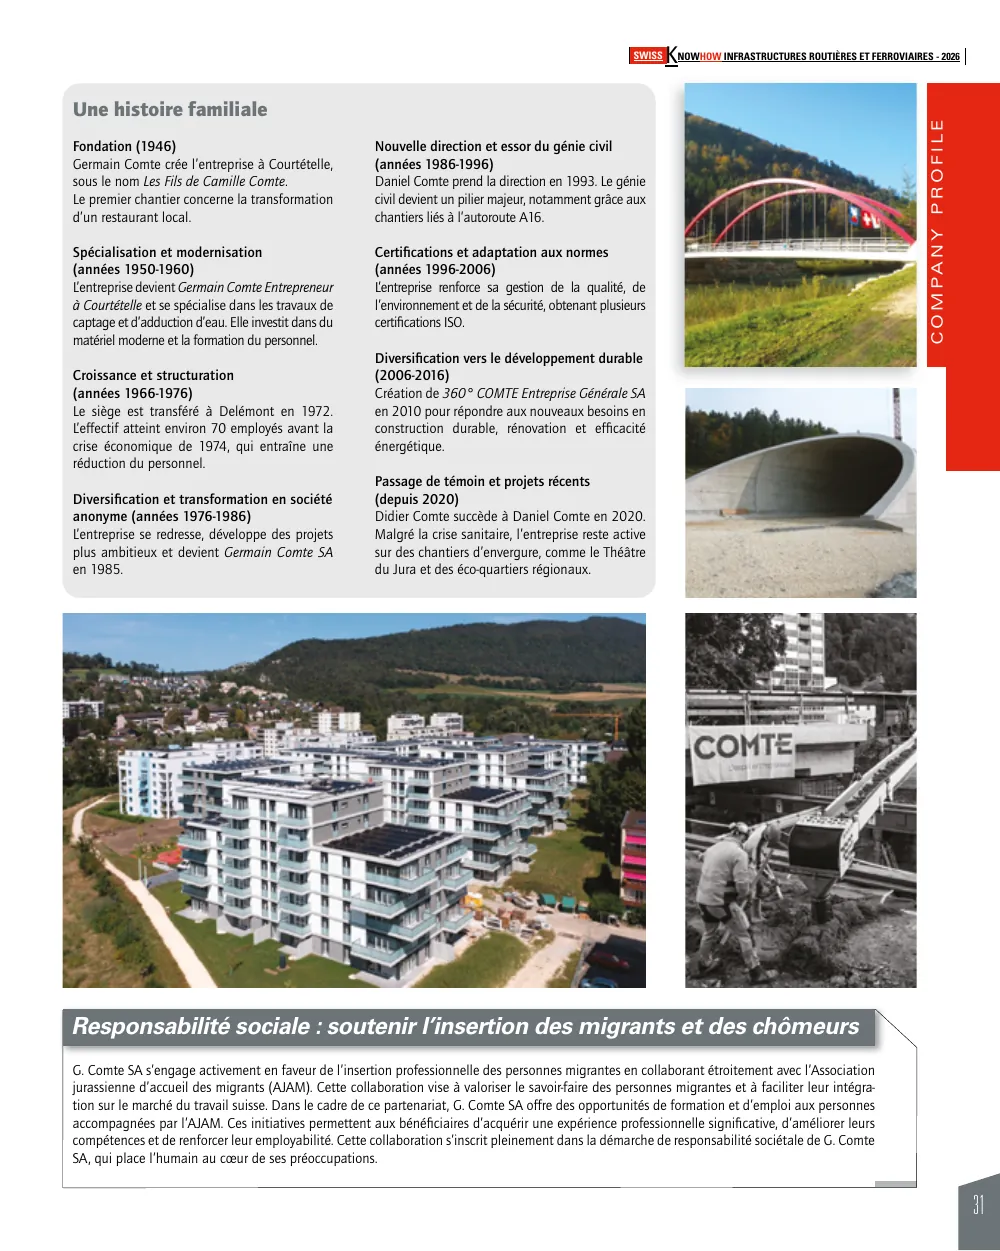 SWISS KNOWHOW INFRASTRUCTURES ROUTIÈRES ET FERROVIAIRES - 2026
COMPANY PROFILE
Une histoire familiale
Fondation (1946)
Germain Comte crée l’entreprise à Courtételle,
sous le nom Les Fils de Camille Comte.
Le premier chantier concerne la transformation
d’un restaurant local.
Spécialisation et modernisation
(années 1950-1960)
L’entreprise devient Germain Comte Entrepreneur
à Courtételle et se spécialise dans les travaux de
captage et d’adduction d’eau. Elle investit dans du
matériel moderne et la formation du personnel.
Croissance et structuration
(années 1966-1976)
Le siège est transféré à Delémont en 1972.
L’effectif atteint environ 70 employés avant la
crise économique de 1974, qui entraîne une
réduction du personnel.
Diversification et transformation en société
anonyme (années 1976-1986)
L’entreprise se redresse, développe des projets
plus ambitieux et devient Germain Comte SA
en 1985.
Nouvelle direction et essor du génie civil
(années 1986-1996)
Daniel Comte prend la direction en 1993. Le génie
civil devient un pilier majeur, notamment grâce aux
chantiers liés à l’autoroute A16.
Certifications et adaptation aux normes
(années 1996-2006)
L’entreprise renforce sa gestion de la qualité, de
l’environnement et de la sécurité, obtenant plusieurs
certifications ISO.
Diversification vers le développement durable
(2006-2016)
Création de 360° COMTE Entreprise Générale SA
en 2010 pour répondre aux nouveaux besoins en
construction durable, rénovation et efficacité
énergétique.
Passage de témoin et projets récents
(depuis 2020)
Didier Comte succède à Daniel Comte en 2020.
Malgré la crise sanitaire, l’entreprise reste active
sur des chantiers d’envergure, comme le Théâtre
du Jura et des éco-quartiers régionaux.
COMTE
Responsabilité sociale : soutenir l’insertion des migrants et des chômeurs
G. Comte SA s’engage activement en faveur de l’insertion professionnelle des personnes migrantes en collaborant étroitement avec l’Association
jurassienne d’accueil des migrants (AJAM). Cette collaboration vise à valoriser le savoir-faire des personnes migrantes et à faciliter leur intégra-
tion sur le marché du travail suisse. Dans le cadre de ce partenariat, G. Comte SA offre des opportunités de formation et d’emploi aux personnes
accompagnées par l’AJAM. Ces initiatives permettent aux bénéficiaires d’acquérir une expérience professionnelle significative, d’améliorer leurs
compétences et de renforcer leur employabilité. Cette collaboration s’inscrit pleinement dans la démarche de responsabilité sociétale de G. Comte
SA, qui place l’humain au cœur de ses préoccupations.
31